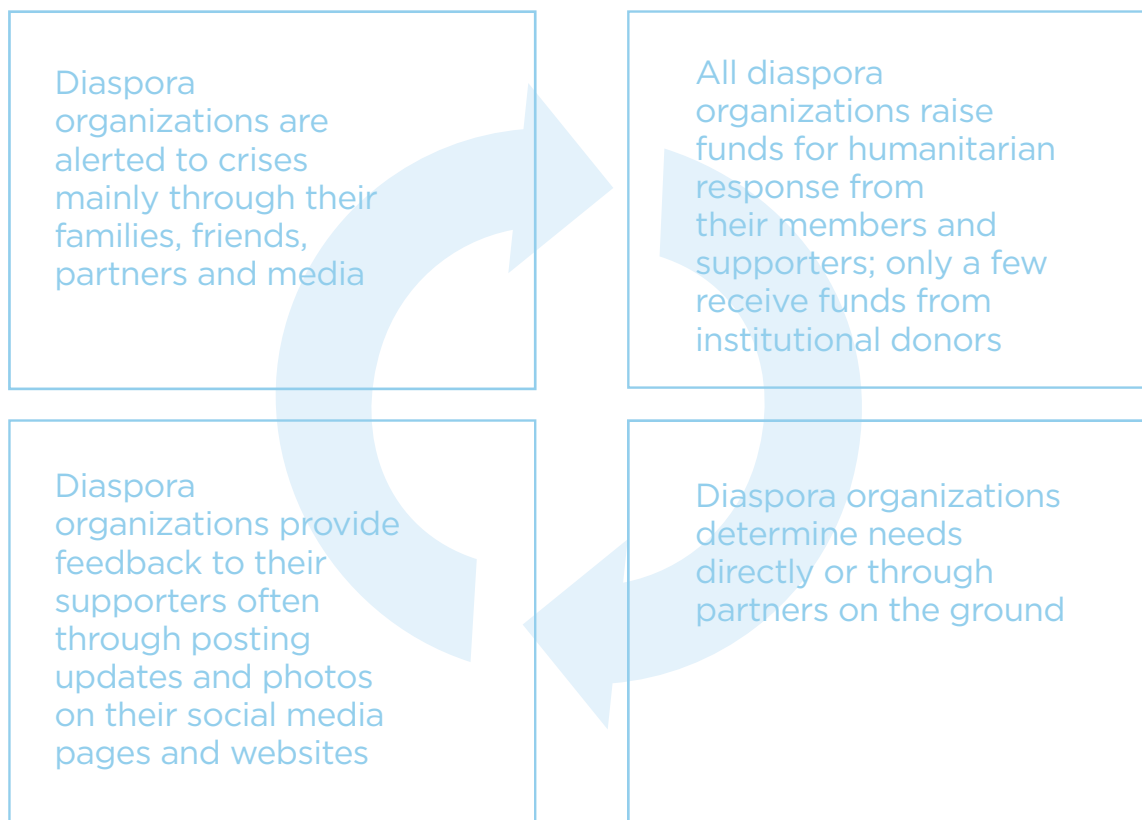 Diaspora
organizations are
alerted to crises
mainly through their
families, friends,
partners and media
All diaspora
organizations raise
funds for humanitarian
response from
their members and
supporters; only a few
receive funds from
institutional donors
Diaspora
organizations provide
feedback to their
supporters often
through posting
updates and photos
on their social media
pages and websites
Diaspora organizations
determine needs
directly or through
partners on the ground